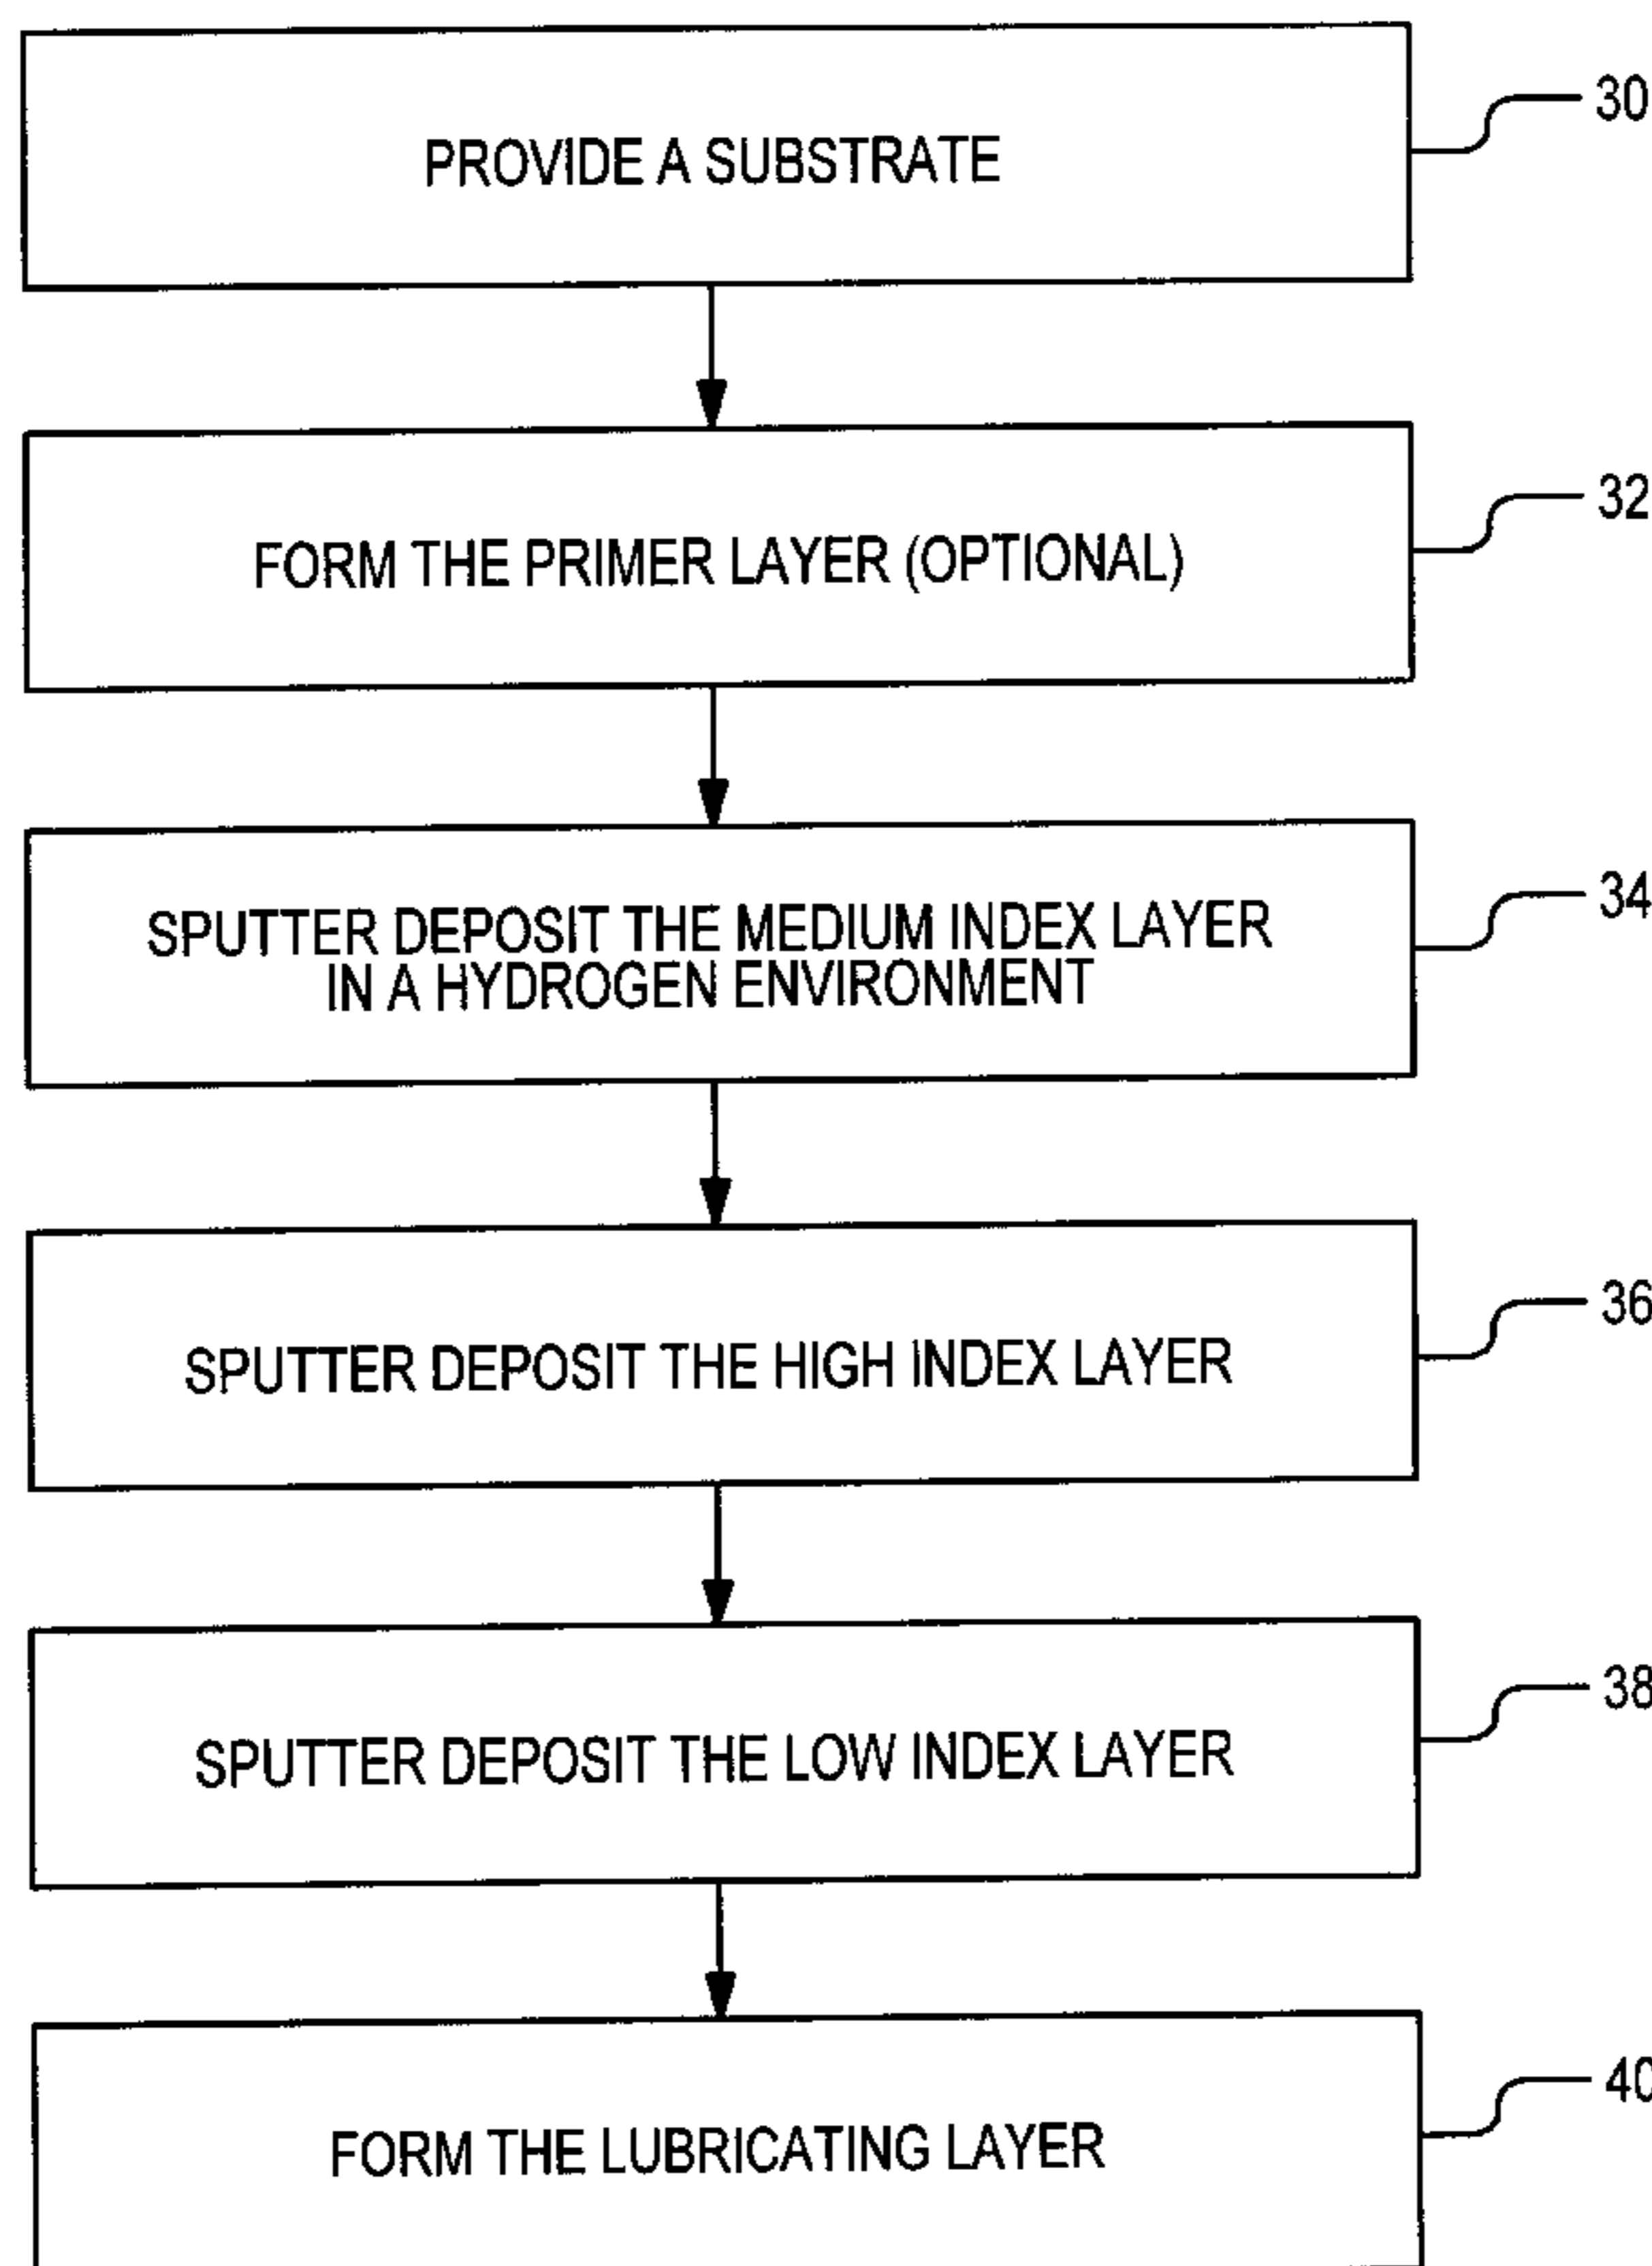 PROVIDE A SUBSTRATE
30
FORM THE PRIMER LAYER (OPTIONAL)
32
SPUTTER DEPOSIT THE MEDIUM INDEX LAYER
IN A HYDROGEN ENVIRONMENT
34
SPUTTER DEPOSIT THE HIGH INDEX LAYER
36
SPUTTER DEPOSIT THE LOW INDEX LAYER
38
FORM THE LUBRICATING LAYER
40